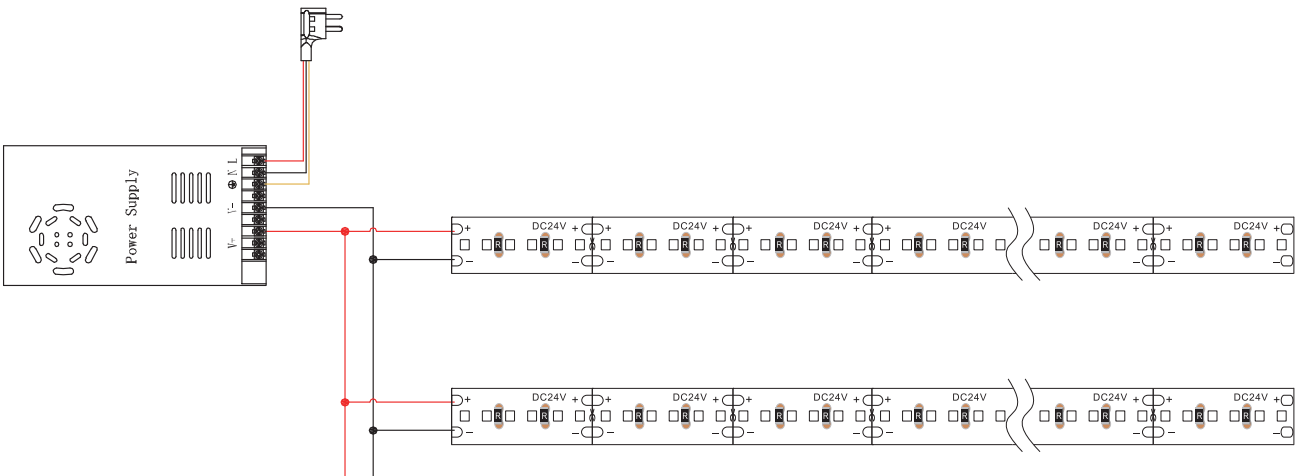 Power Supply
L
N
V-
V+
+ DC24V + + DC24V + + DC24V + + DC24V DC24V + + DC24V +
R R R R R R R R R R R R
− − − − − − − − − −
+ DC24V + + DC24V + + DC24V + + DC24V DC24V + + DC24V +
R R R R R R R R R R R R
− − − − − − − − − −